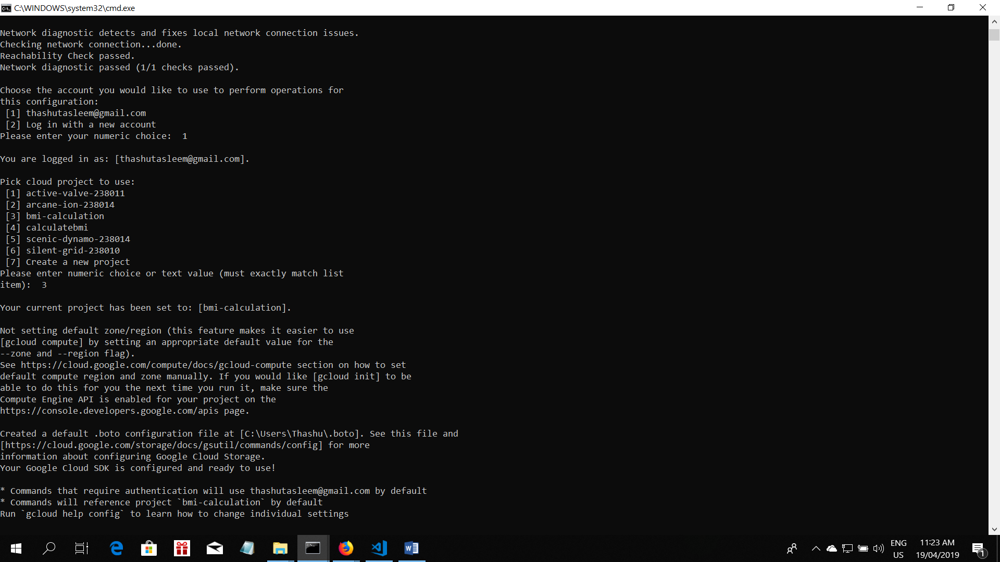 C:\WINDOWS\system32\cmd.exe
Network diagnostic detects and fixes local network connection issues.
Checking network connection...done.
Reachability Check passed.
Network diagnostic passed (1/1 checks passed).
Choose the account you would like to use to perform operations for
this configuration:
[1] thashutasleem@gmail.com
[2] Log in with a new account
Please enter your numeric choice:  1
You are logged in as: [thashutasleem@gmail.com].
Pick cloud project to use:
[1] active-valve-238011
[2] arcane-ion-238014
[3] bmi-calculation
[4] calculatebmi
[5] scenic-dynamo-238014
[6] silent-grid-238010
[7] Create a new project
Please enter numeric choice or text value (must exactly match list
item):  3
Your current project has been set to: [bmi-calculation].
Not setting default zone/region (this feature makes it easier to use
[gcloud compute] by setting an appropriate default value for the
--zone and --region flag).
See https://cloud.google.com/compute/docs/gcloud-compute section on how to set
default compute region and zone manually. If you would like [gcloud init] to be
able to do this for you the next time you run it, make sure the
Compute Engine API is enabled for your project on the
https://console.developers.google.com/apis page.
Created a default .boto configuration file at [C:\Users\Thashu\.boto]. See this file and
[https://cloud.google.com/storage/docs/gsutil/commands/config] for more
information about configuring Google Cloud Storage.
Your Google Cloud SDK is configured and ready to use!
* Commands that require authentication will use thashutasleem@gmail.com by default
* Commands will reference project `bmi-calculation` by default
Run `gcloud help config` to learn how to change individual settings
ENG
US
11:23 AM
19/04/2019
1